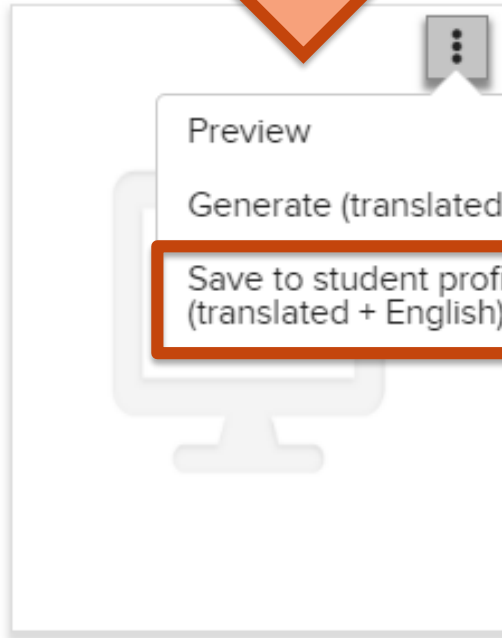 Preview
Generate (translated
Save to student profi
(translated + English)